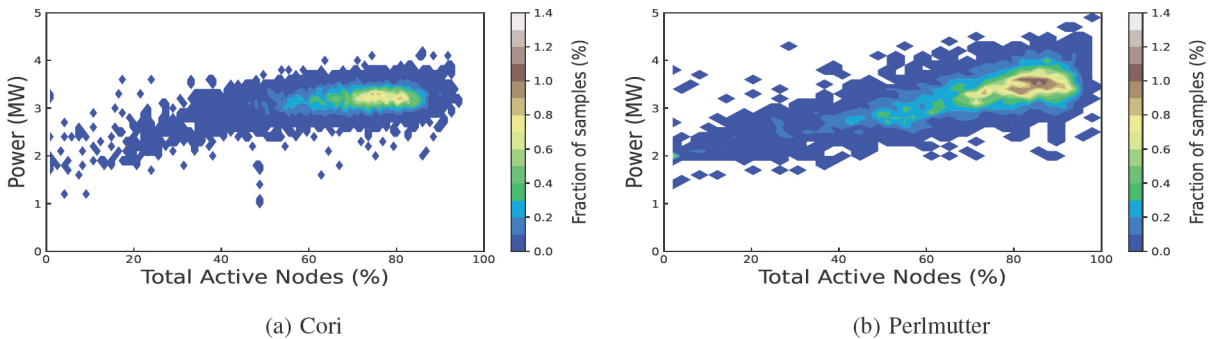 5
4
3
2
1
0
Power (MW)
0 20 40 60 80 100
Total Active Nodes (%)
1.4
1.2
1.0
0.8
0.6
0.4
0.2
0.0
Fraction of samples (%)
(a) Cori
5
4
3
2
1
0
Power (MW)
0 20 40 60 80 100
Total Active Nodes (%)
1.4
1.2
1.0
0.8
0.6
0.4
0.2
0.0
Fraction of samples (%)
(b) Perlmutter